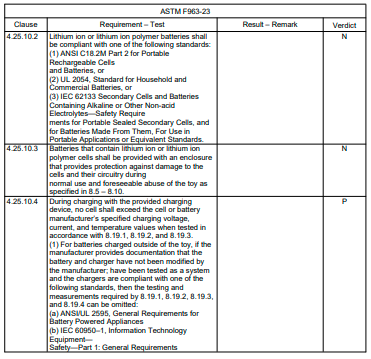 ASTM F963-23
Clause Requirement – Test Result – Remark Verdict
4.25.10.2 Lithium ion or lithium ion polymer batteries shall N
be compliant with one of the following standards:
(1) ANSI C18.2M Part 2 for Portable
Rechargeable Cells
and Batteries, or
(2) UL 2054, Standard for Household and
Commercial Batteries, or
(3) IEC 62133 Secondary Cells and Batteries
Containing Alkaline or Other Non-acid
Electrolytes—Safety Require
ments for Portable Sealed Secondary Cells, and
for Batteries Made From Them, For Use in
Portable Applications or Equivalent Standards.
4.25.10.3 Batteries that contain lithium ion or lithium ion N
polymer cells shall be provided with an enclosure
that provides protection against damage to the
cells and their circuitry during
normal use and foreseeable abuse of the toy as
specified in 8.5 – 8.10.
4.25.10.4 During charging with the provided charging P
device, no cell shall exceed the cell or battery
manufacturer's specified charging voltage,
current, and temperature values when tested in
accordance with 8.19.1, 8.19.2, and 8.19.3.
(1) For batteries charged outside of the toy, if the
manufacturer provides documentation that the
battery and charger have not been modified by
the manufacturer; have been tested as a system
and the chargers are compliant with one of the
following standards, then the testing and
measurements required by 8.19.1, 8.19.2, 8.19.3,
and 8.19.4 can be omitted:
(a) ANSI/UL 2595, General Requirements for
Battery Powered Appliances
(b) IEC 60950–1, Information Technology
Equipment—
Safety—Part 1: General Requirements